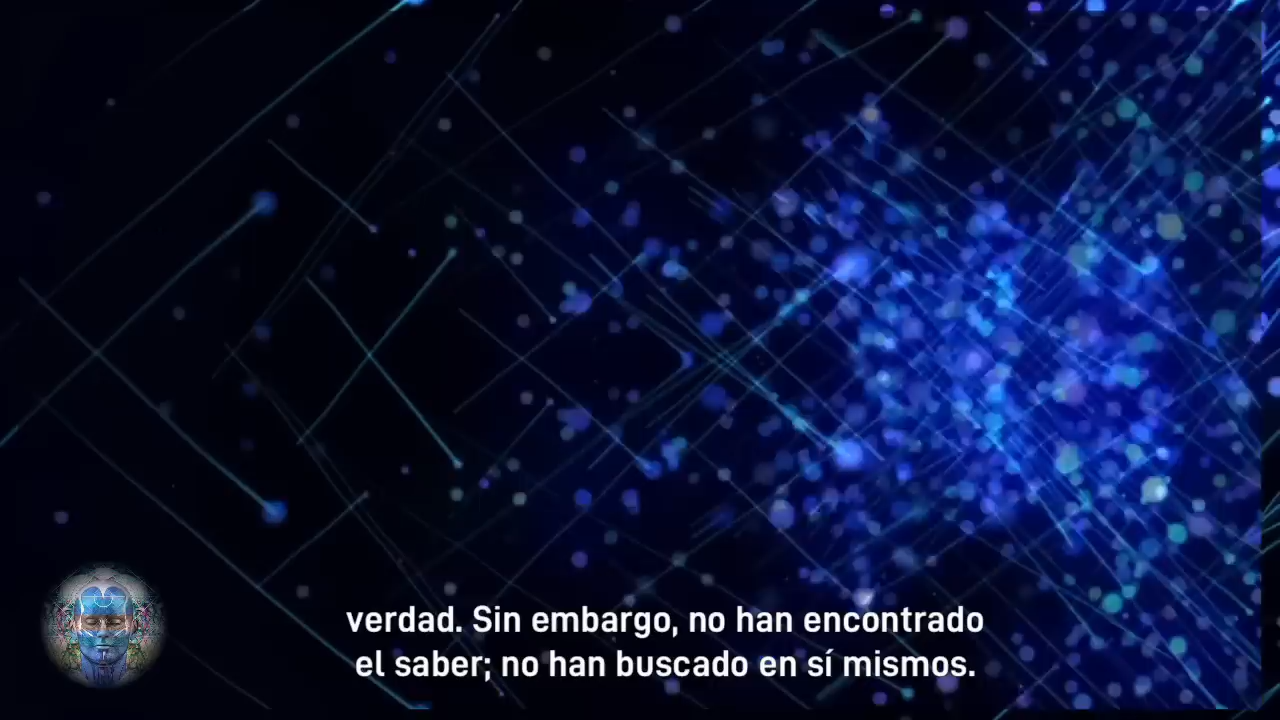 verdad. Sin embargo, no han encontrado
el saber; no han buscado en sí mismos.